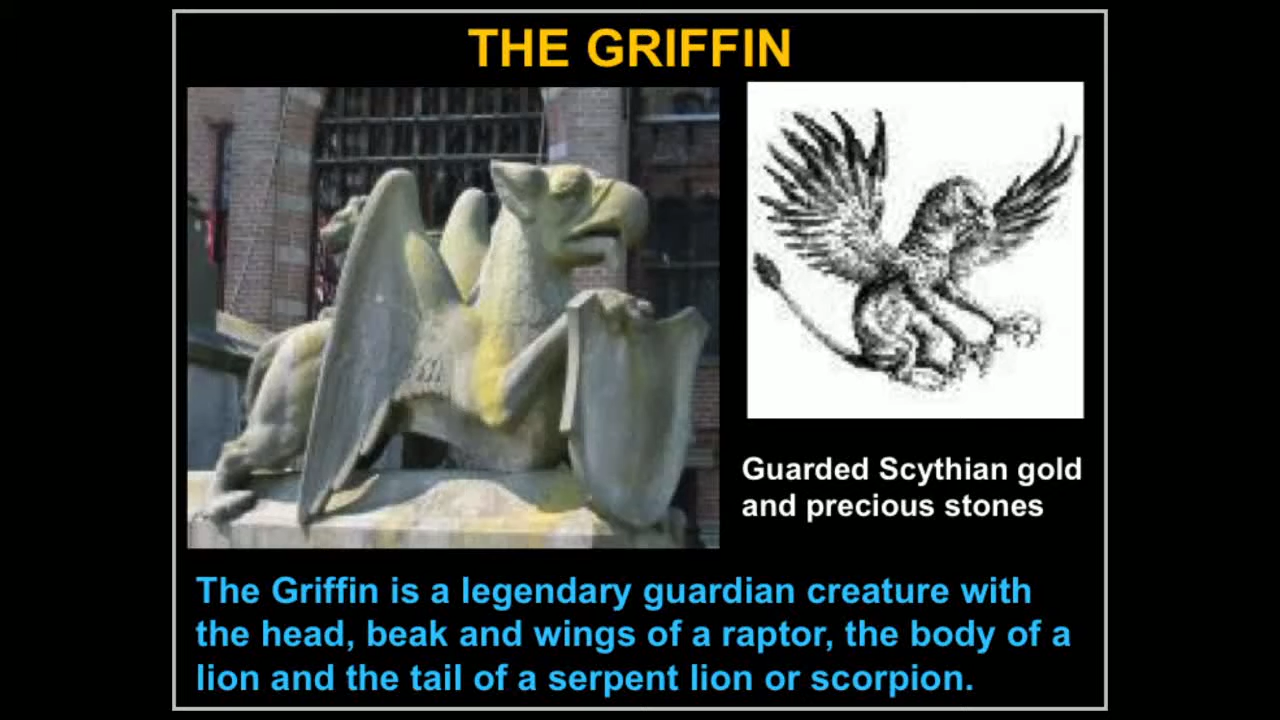 THE GRIFFIN
Guarded Scythian gold
and precious stones
The Griffin is a legendary guardian creature with
the head, beak and wings of a raptor, the body of a
lion and the tail of a serpent lion or scorpion.